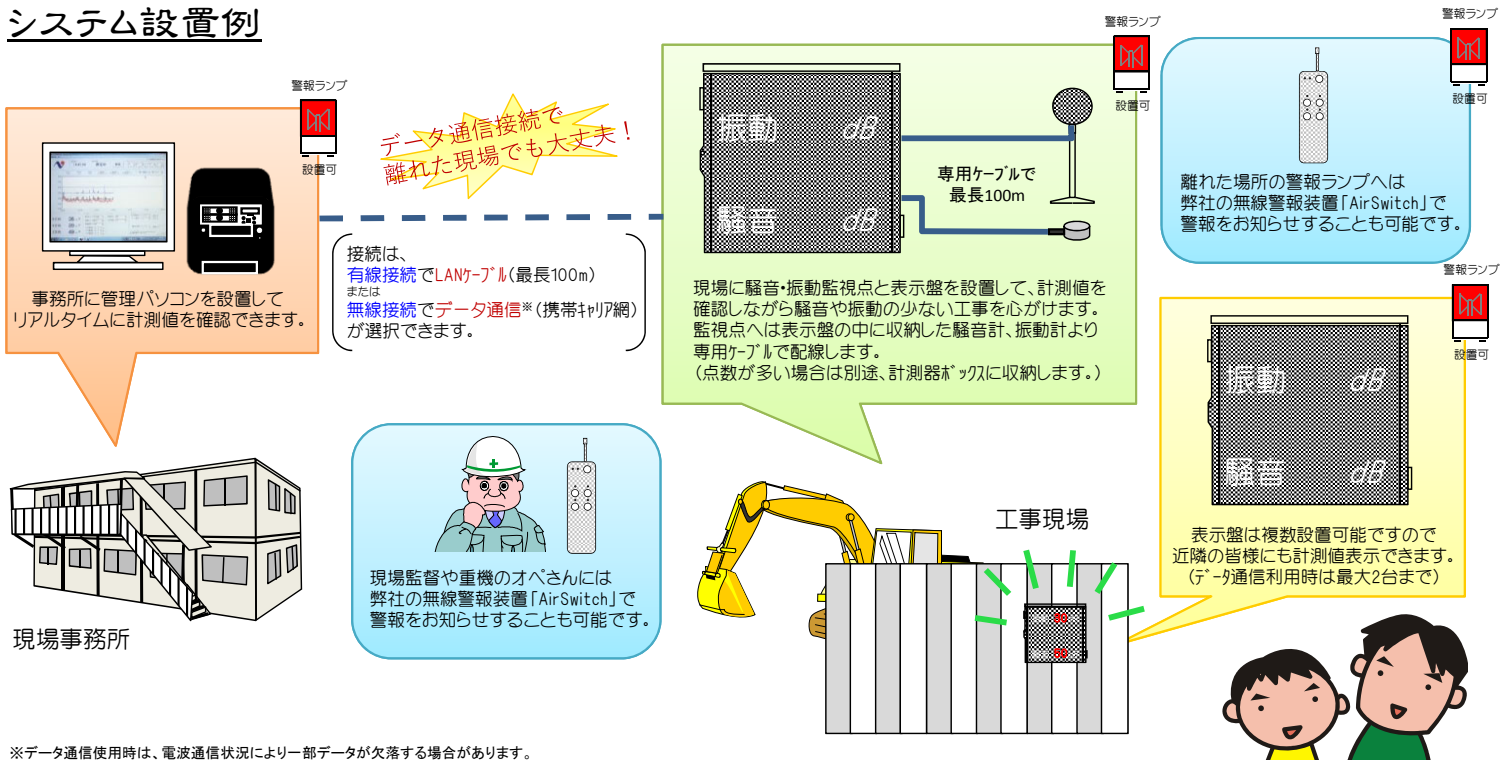 システム設置例
警報ランプ
設置可
事務所に管理パソコンを設置して
リアルタイムに計測値を確認できます。
現場事務所
データ通信接続で
離れた現場でも大丈夫！
接続は、
有線接続でLANｹｰﾌﾞﾙ(最長100m)
または
無線接続でデータ通信※(携帯ｷｬﾘｱ網)
が選択できます。
現場監督や重機のオペさんには
弊社の無線警報装置｢AirSwitch｣で
警報をお知らせすることも可能です。
警報ランプ
設置可
振動 dB
騒音 dB
専用ｹｰﾌﾞﾙで
最長100m
現場に騒音・振動監視点と表示盤を設置して、計測値を
確認しながら騒音や振動の少ない工事を心がけます。
監視点へは表示盤の中に収納した騒音計、振動計より
専用ｹｰﾌﾞﾙで配線します。
(点数が多い場合は別途、計測器ﾎﾞｯｸｽに収納します。)
工事現場
30
50
警報ランプ
設置可
離れた場所の警報ランプへは
弊社の無線警報装置｢AirSwitch｣で
警報をお知らせすることも可能です。
警報ランプ
設置可
振動 dB
騒音 dB
表示盤は複数設置可能ですので
近隣の皆様にも計測値表示できます。
(ﾃﾞｰﾀ通信利用時は最大2台まで)
※データ通信使用時は、電波通信状況により一部データが欠落する場合があります。